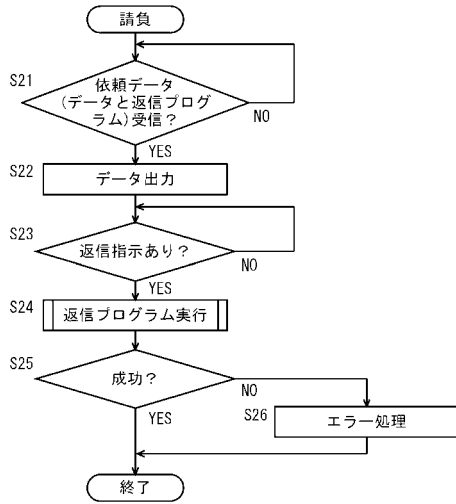 請負
S21
依頼データ
(データと返信プログ
ラム)受信？
NO
YES
S22
データ出力
S23
返信指示あり？
NO
YES
S24
返信プログラム実行
S25
成功？
NO
YES
S26
エラー処理
終了